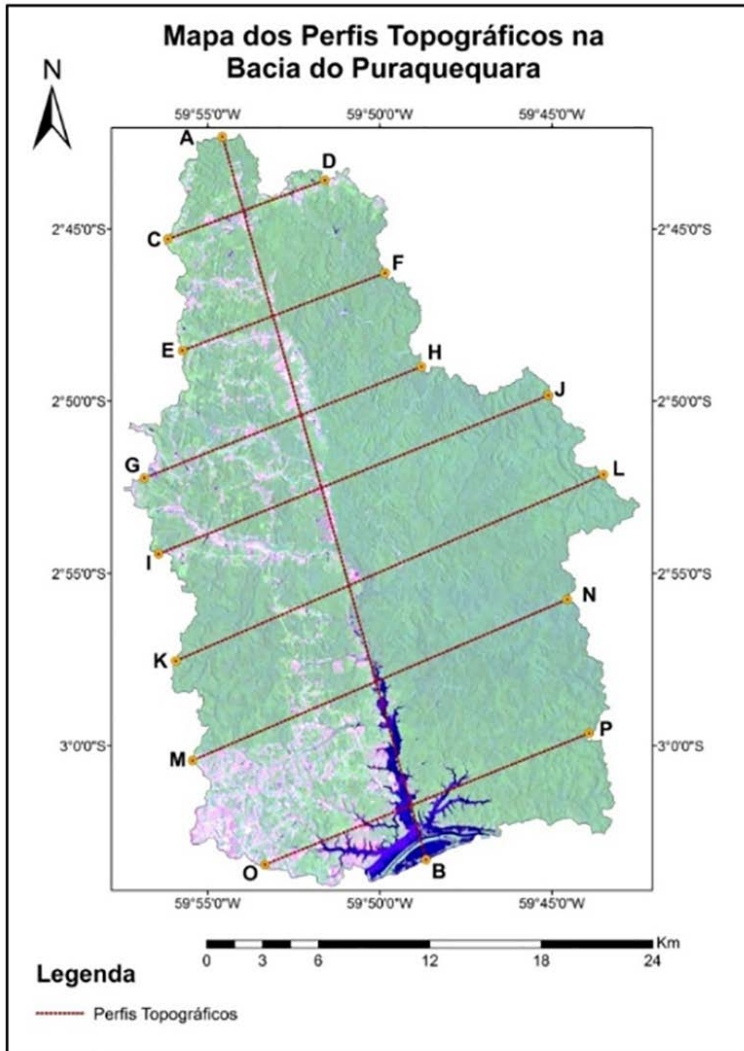 Mapa dos Perfis Topográficos na
Bacia do Puraquequara
N
59°55'0"W 59°50'0"W 59°45'0"W
A
D
2°45'0"S 2°45'0"S
C
F
E
H
2°50'0"S 2°50'0"S
J
G
L
I
2°55'0"S 2°55'0"S
N
K
P
3°0'0"S 3°0'0"S
M
O
B
59°55'0"W 59°50'0"W 59°45'0"W
Km
0 3 6 12 18 24
Legenda
Perfis Topográficos